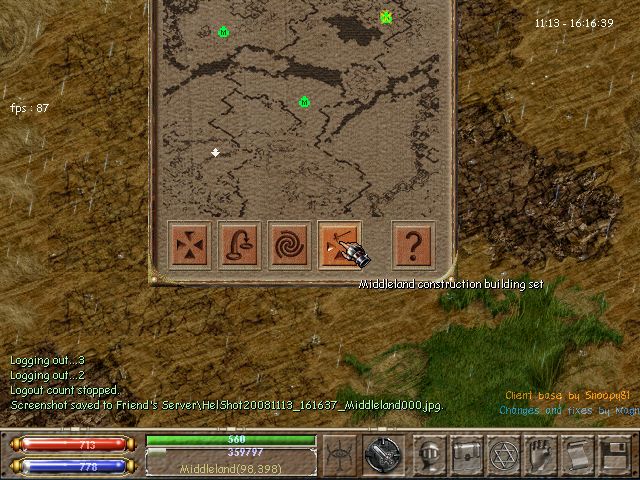 11:13 - 16:16:39
fps : 87
M
M
Middleland construction building set
Logging out...3
Logging out...2
Logout count stopped.
Screenshot saved to Friend's Server\HelShot20081113_161637_Middleland000.jpg.
Client base by Snoopy81
Changes and fixes by Magn
713
560
359797
778
Middleland(98,398)
?